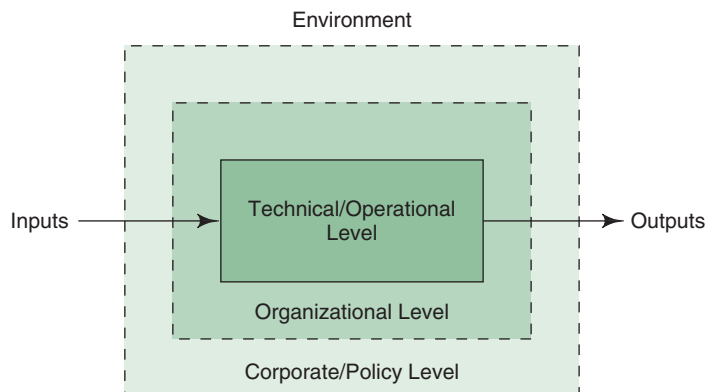 Environment
Inputs
Technical/Operational
Level
Outputs
Organizational Level
Corporate/Policy Level